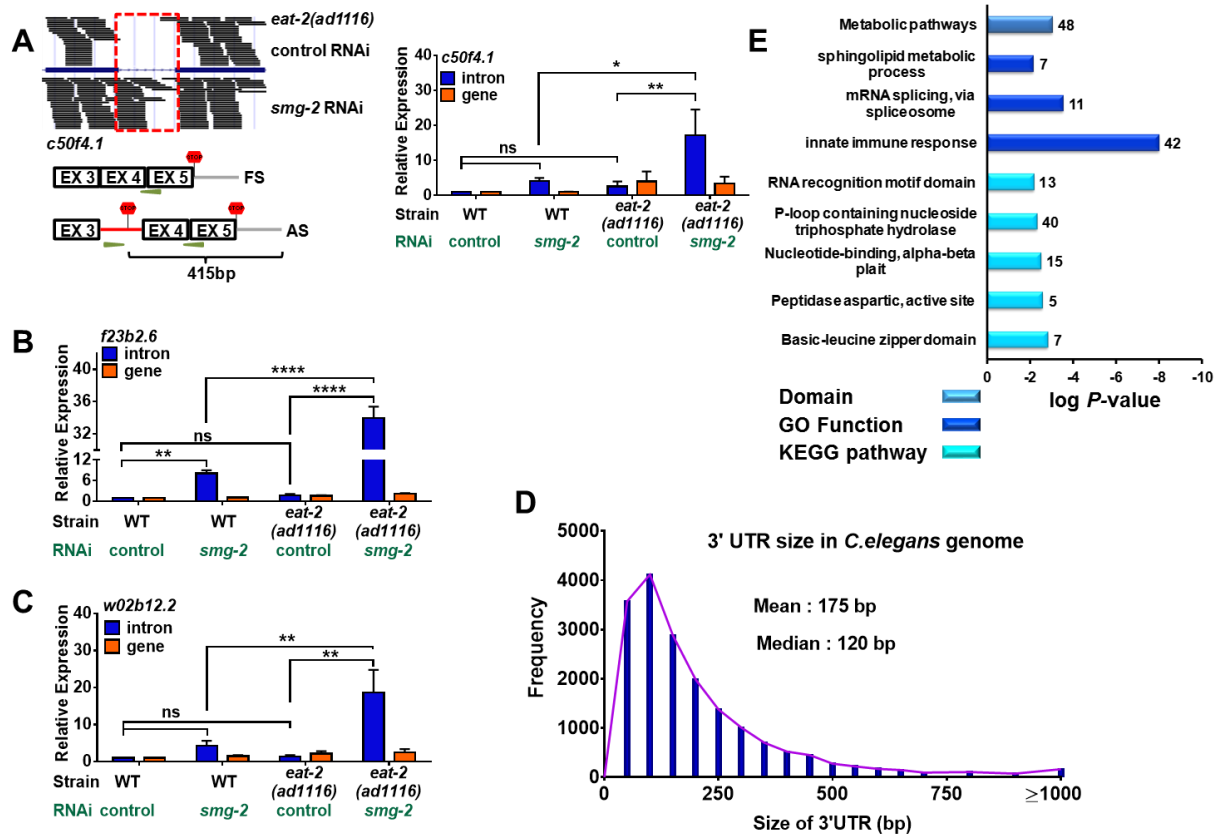 A
eat-2(ad1116)
control RNAi
smg-2 RNAi
c50f4.1
STOP
EX 3
EX 4
EX 5
FS
STOP
STOP
EX 3
EX 4
EX 5
AS
415bp
c50f4.1
intron
gene
Relative Expression
40
30
20
10
0
*
**
ns
Strain
WT
WT
eat-2
(ad1116)
eat-2
(ad1116)
RNAi
control
smg-2
control
smg-2
B
f23b2.6
intron
gene
Relative Expression
36
32
28
12
6
0
****
****
ns
**
Strain
WT
WT
eat-2
(ad1116)
eat-2
(ad1116)
RNAi
control
smg-2
control
smg-2
C
w02b12.2
intron
gene
Relative Expression
40
30
20
10
0
**
**
ns
Strain
WT
WT
eat-2
(ad1116)
eat-2
(ad1116)
RNAi
control
smg-2
control
smg-2
E
Metabolic pathways
48
sphingolipid metabolic
process
7
mRNA splicing, via
spliceosome
11
innate immune response
42
RNA recognition motif domain
13
P-loop containing nucleoside
triphosphate hydrolase
40
Nucleotide-binding, alpha-beta
plait
15
Peptidase aspartic, active site
5
Basic-leucine zipper domain
7
0 -2 -4 -6 -8 -10
log P-value
Domain
GO Function
KEGG pathway
D
3' UTR size in C.elegans genome
Mean : 175 bp
Median : 120 bp
Frequency
5000
4000
3000
2000
1000
0
0 250 500 750 ≥1000
Size of 3'UTR (bp)